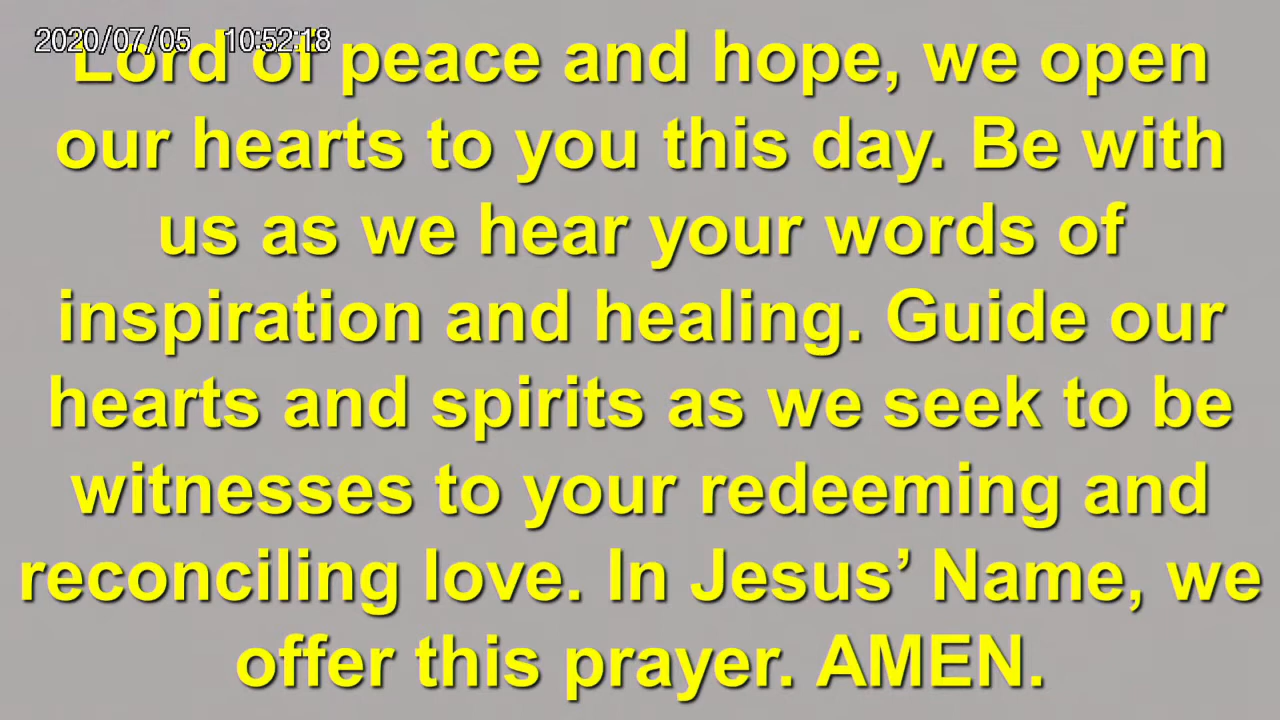 2020/07/05 10:52:18
Lord of peace and hope, we open
our hearts to you this day. Be with
us as we hear your words of
inspiration and healing. Guide our
hearts and spirits as we seek to be
witnesses to your redeeming and
reconciling love. In Jesus’ Name, we
offer this prayer. AMEN.